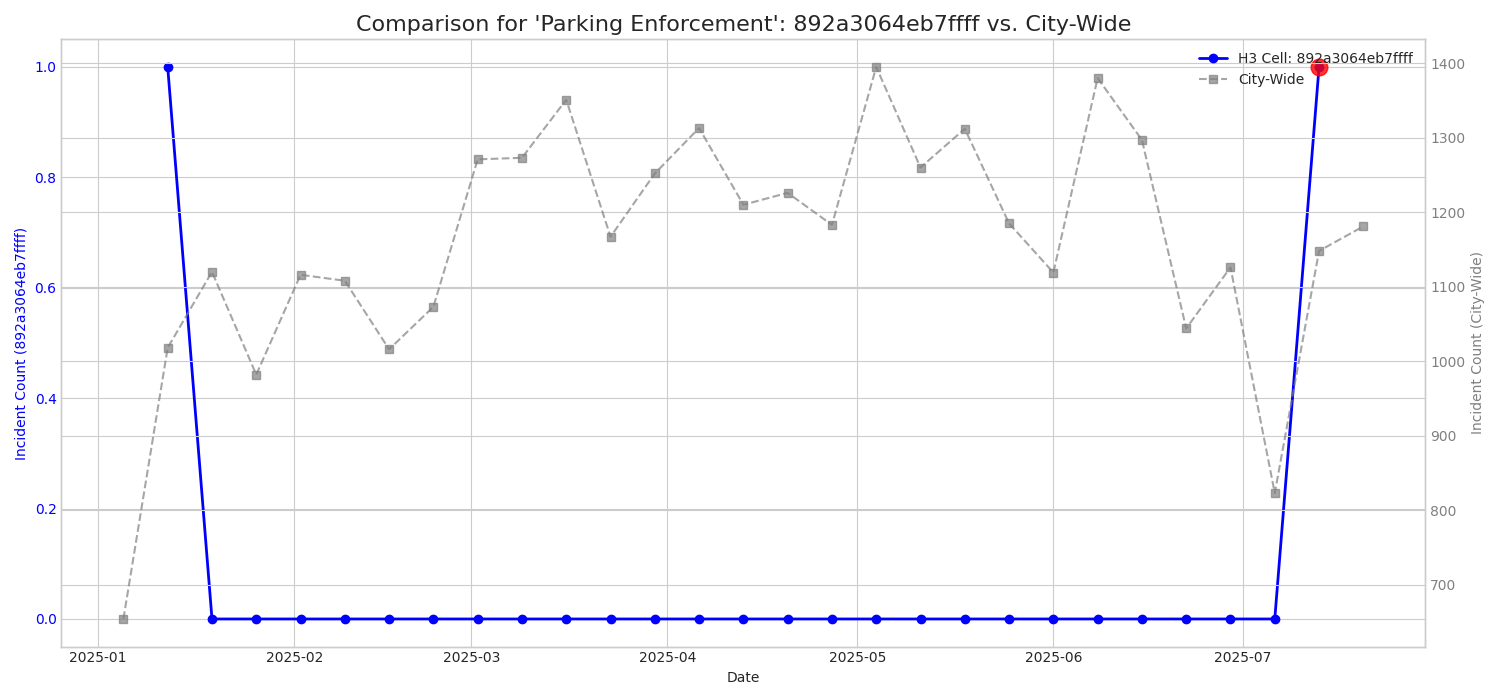 Comparison for 'Parking Enforcement': 892a3064eb7ffff vs. City-Wide
H3 Cell: 892a3064eb7ffff
City-Wide
Incident Count (892a3064eb7ffff)
1.0
0.8
0.6
0.4
0.2
0.0
1400
1300
1200
1100
1000
900
800
700
Incident Count (City-Wide)
2025-01 2025-02 2025-03 2025-04 2025-05 2025-06 2025-07
Date